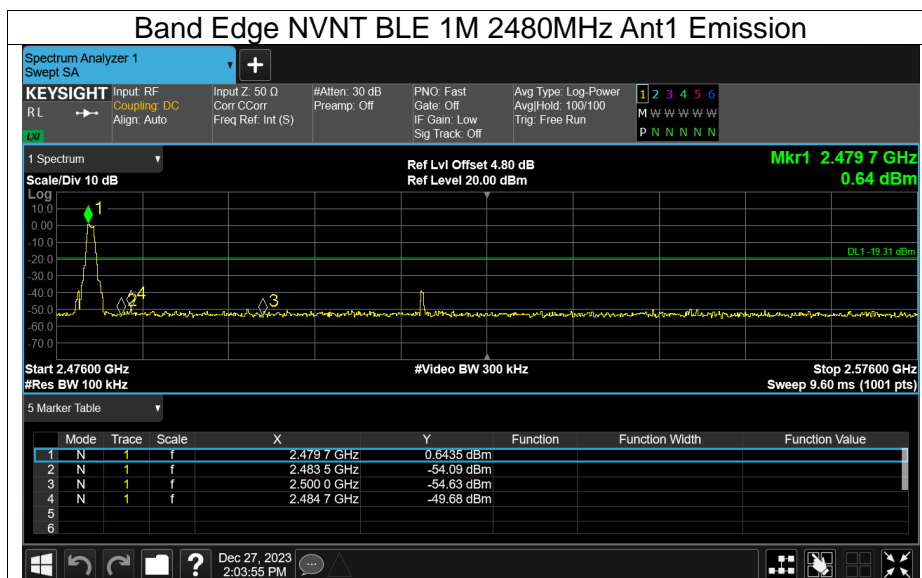 Band Edge NVNT BLE 1M 2480MHz Ant1 Emission
Spectrum Analyzer 1
Swept SA
+
KEYSIGHT Input: RF Input Z: 50 Ω #Atten: 30 dB PNO: Fast Avg Type: Log-Power 1 2 3 4 5 6
R L Coupling: DC Corr CCorr Preamp: Off Gate: Off Avg|Hold: 100/100 M W W W W W
Align: Auto Freq Ref: Int (S) IF Gain: Low Trig: Free Run
LXI Sig Track: Off P N N N N N
1 Spectrum Ref Lvl Offset 4.80 dB Mkr1 2.479 7 GHz
Scale/Div 10 dB Ref Level 20.00 dBm 0.64 dBm
Log
10.0 1
0.00
-10.0
-20.0 DL1 -19.31 dBm
-30.0
-40.0
-50.0 2 4 3
-60.0
-70.0
Start 2.47600 GHz #Video BW 300 kHz Stop 2.57600 GHz
#Res BW 100 kHz Sweep 9.60 ms (1001 pts)
5 Marker Table
Mode Trace Scale X Y Function Function Width Function Value
1 N 1 f 2.479 7 GHz 0.6435 dBm
2 N 1 f 2.483 5 GHz -54.09 dBm
3 N 1 f 2.500 0 GHz -54.63 dBm
4 N 1 f 2.484 7 GHz -49.68 dBm
5
6
? Dec 27, 2023
2:03:55 PM